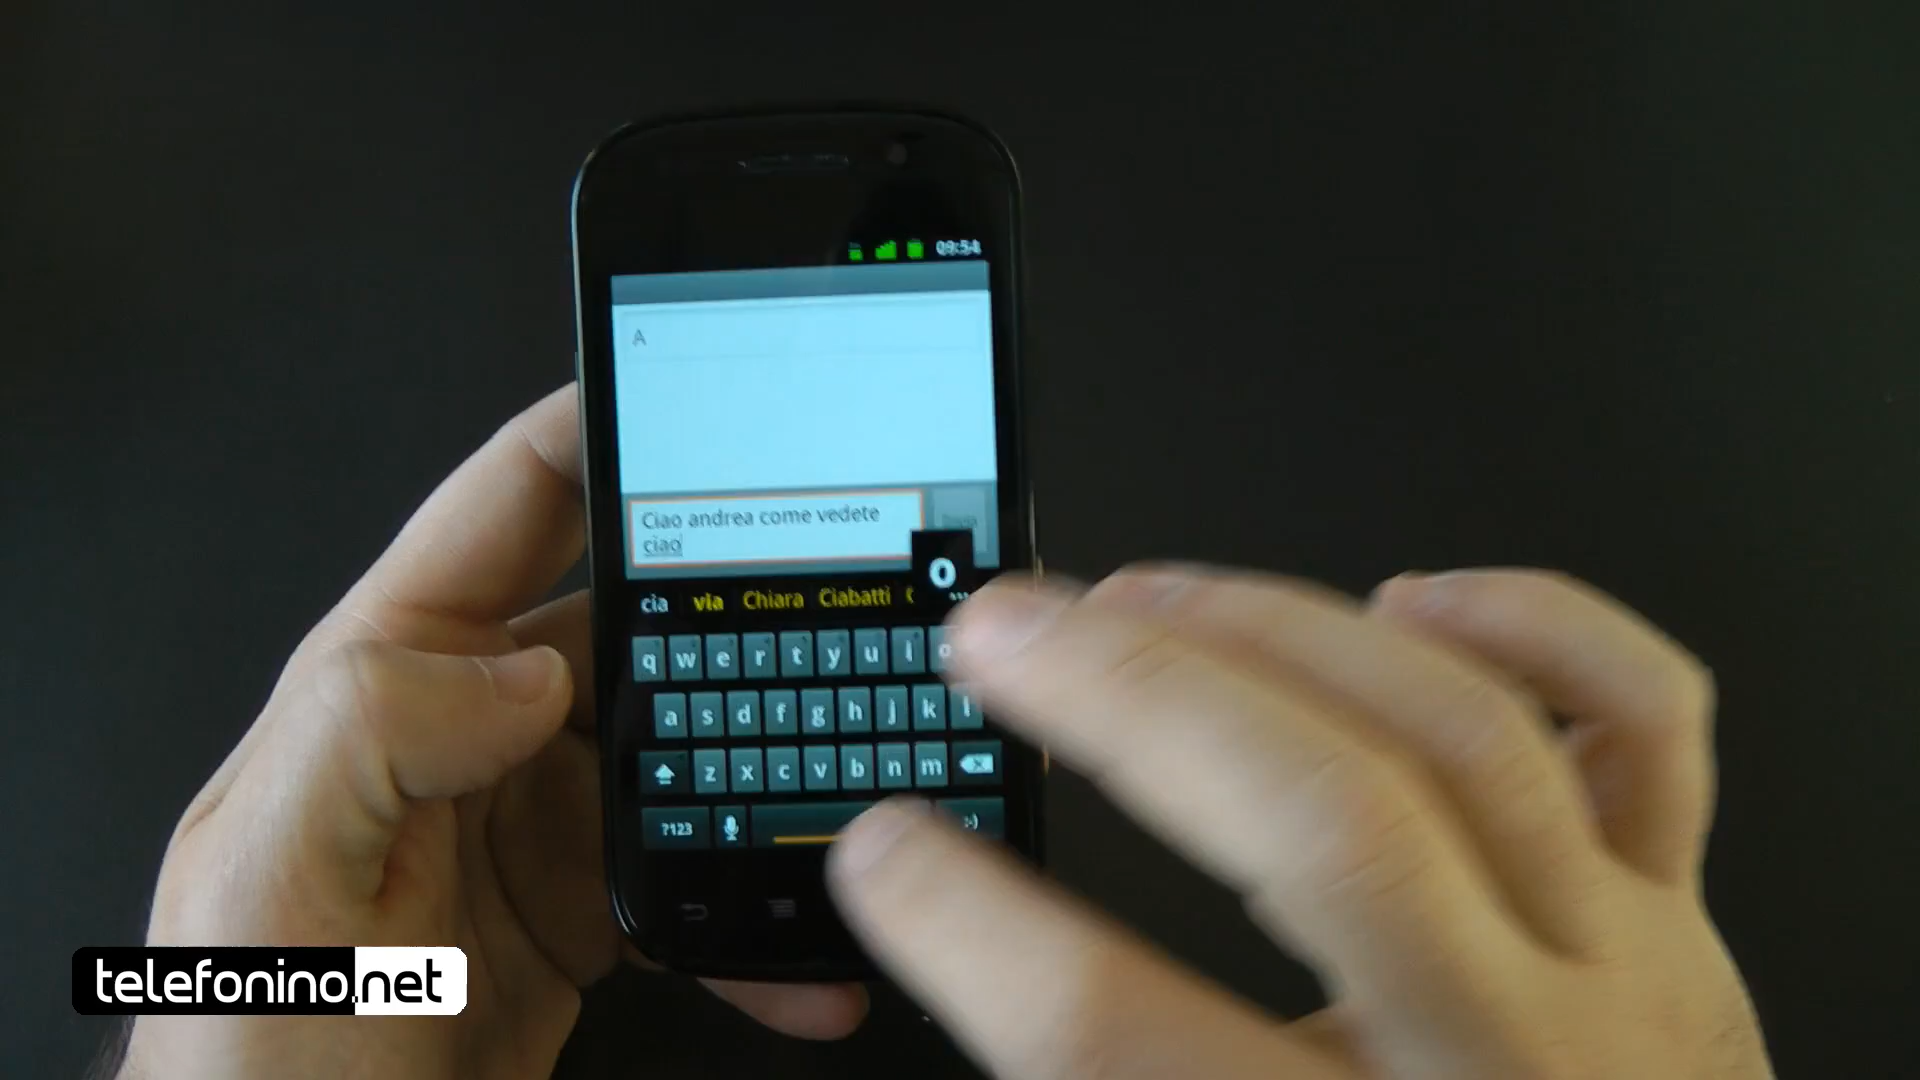 09:54
A
Ciao andrea come vedete
ciao
o
cia via Chiara Ciabatti
q w e r t y u i o
a s d f g h j k l
z x c v b n m
?123 :-)
telefonino.net